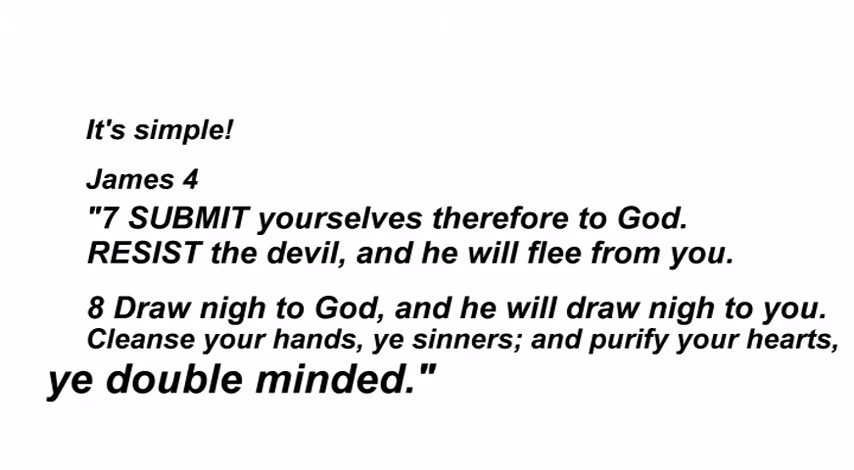 It's simple!
James 4
"7 SUBMIT yourselves therefore to God.
RESIST the devil, and he will flee from you.
8 Draw nigh to God, and he will draw nigh to you.
Cleanse your hands, ye sinners; and purify your hearts,
ye double minded."